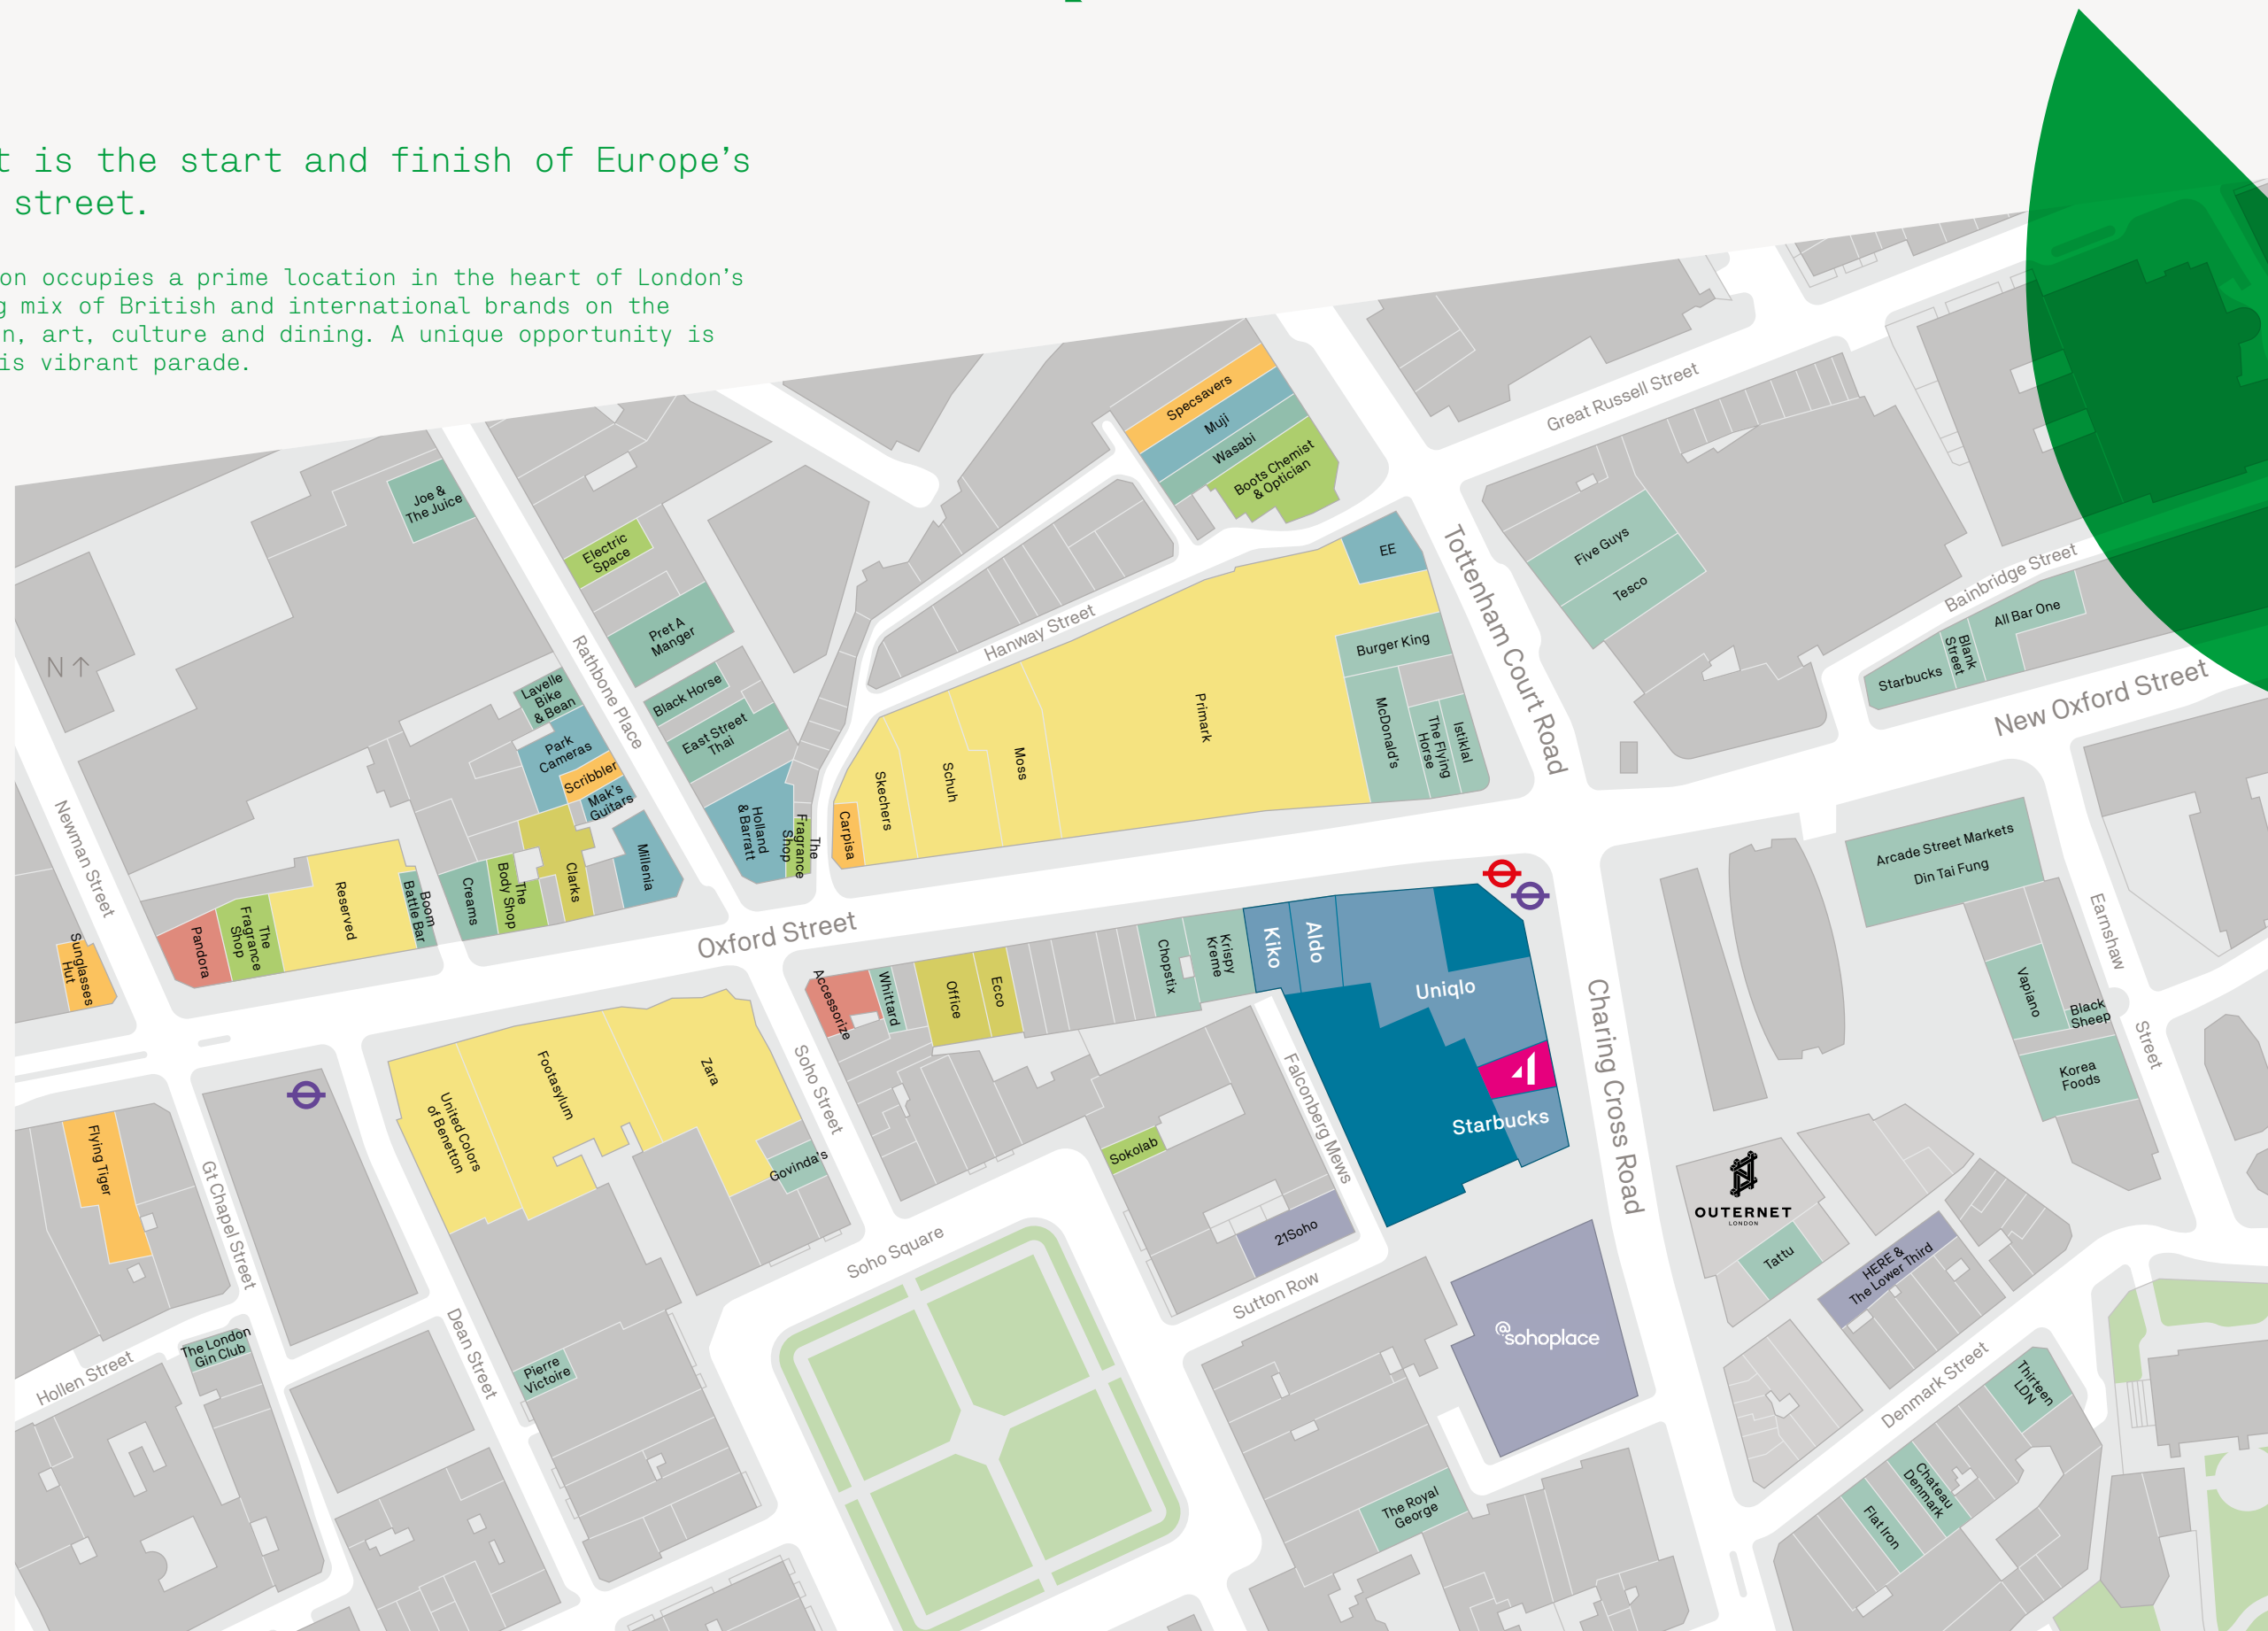 t is the start and finish of Europe's
street.
on occupies a prime location in the heart of London's
g mix of British and international brands on the
n, art, culture and dining. A unique opportunity is
is vibrant parade.
N ↑
Joe &
The Juice
Electric
Space
Pret A
Manger
Black Horse
East Street
Thai
Rathbone Place
Lavelle
Bike
& Bean
Park
Cameras
Scribbler
Mak's
Guitars
Millenia
Holland
& Barratt
The
Fragrance
Shop
Carpisa
Skechers
Schuh
Moss
Primark
Hanway Street
Specsavers
Muji
Wasabi
Boots Chemist
& Optician
EE
Burger King
McDonald's
The Flying
Horse
Istiklal
Tottenham Court Road
Great Russell Street
Five Guys
Tesco
Bainbridge Street
All Bar One
Blank
Street
Starbucks
New Oxford Street
Newman Street
Sunglasses
Hut
Pandora
The
Fragrance
Shop
Reserved
Boom
Battle Bar
Creams
The
Body Shop
Clarks
Oxford Street
Accessorize
Whittard
Office
Ecco
Chopstix
Krispy
Kreme
Kiko
Aldo
Uniqlo
4
Starbucks
Charing Cross Road
Arcade Street Markets
Din Tai Fung
Earnshaw
Street
Vapiano
Black
Sheep
Korea
Foods
Flying Tiger
Gt Chapel Street
United Colors
of Benetton
Footasylum
Zara
Govinda's
Soho Street
Sokolab
Falconberg Mews
21Soho
Sutton Row
Soho Square
OUTERNET
LONDON
Tattu
HERE &
The Lower Third
@sohoplace
Hollen Street
The London
Gin Club
Dean Street
Pierre
Victoire
The Royal
George
Denmark Street
Thirteen
LDN
Chateau
Denmark
Flat Iron